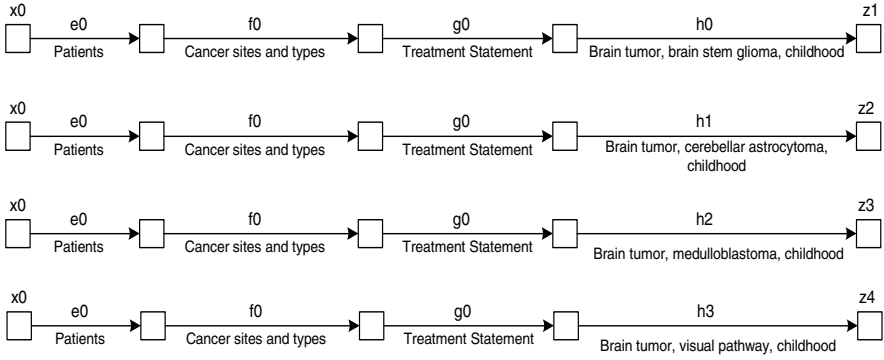 x0 e0 f0 g0 h0 z1
Patients Cancer sites and types Treatment Statement Brain tumor, brain stem glioma, childhood
x0 e0 f0 g0 h1 z2
Patients Cancer sites and types Treatment Statement Brain tumor, cerebellar astrocytoma,
childhood
x0 e0 f0 g0 h2 z3
Patients Cancer sites and types Treatment Statement Brain tumor, medulloblastoma, childhood
x0 e0 f0 g0 h3 z4
Patients Cancer sites and types Treatment Statement Brain tumor, visual pathway, childhood